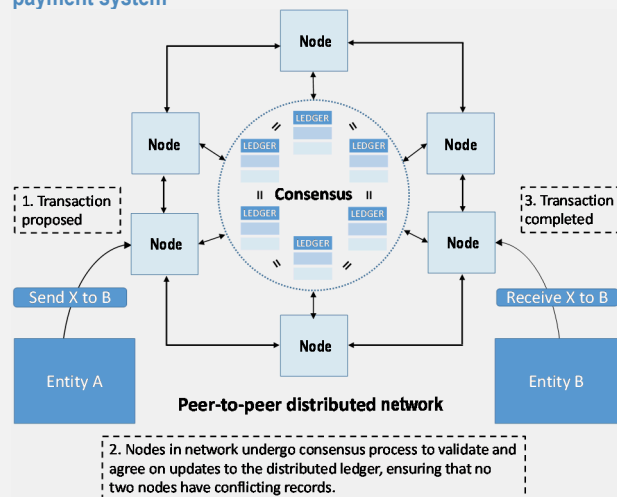 payment system
Node
Node
Node
LEDGER
LEDGER
LEDGER
Consensus
1. Transaction
proposed
3. Transaction
completed
LEDGER
LEDGER
LEDGER
Node
Node
Send X to B
Receive X to B
Node
Entity A
Entity B
Peer-to-peer distributed network
2. Nodes in network undergo consensus process to validate and
agree on updates to the distributed ledger, ensuring that no
two nodes have conflicting records.